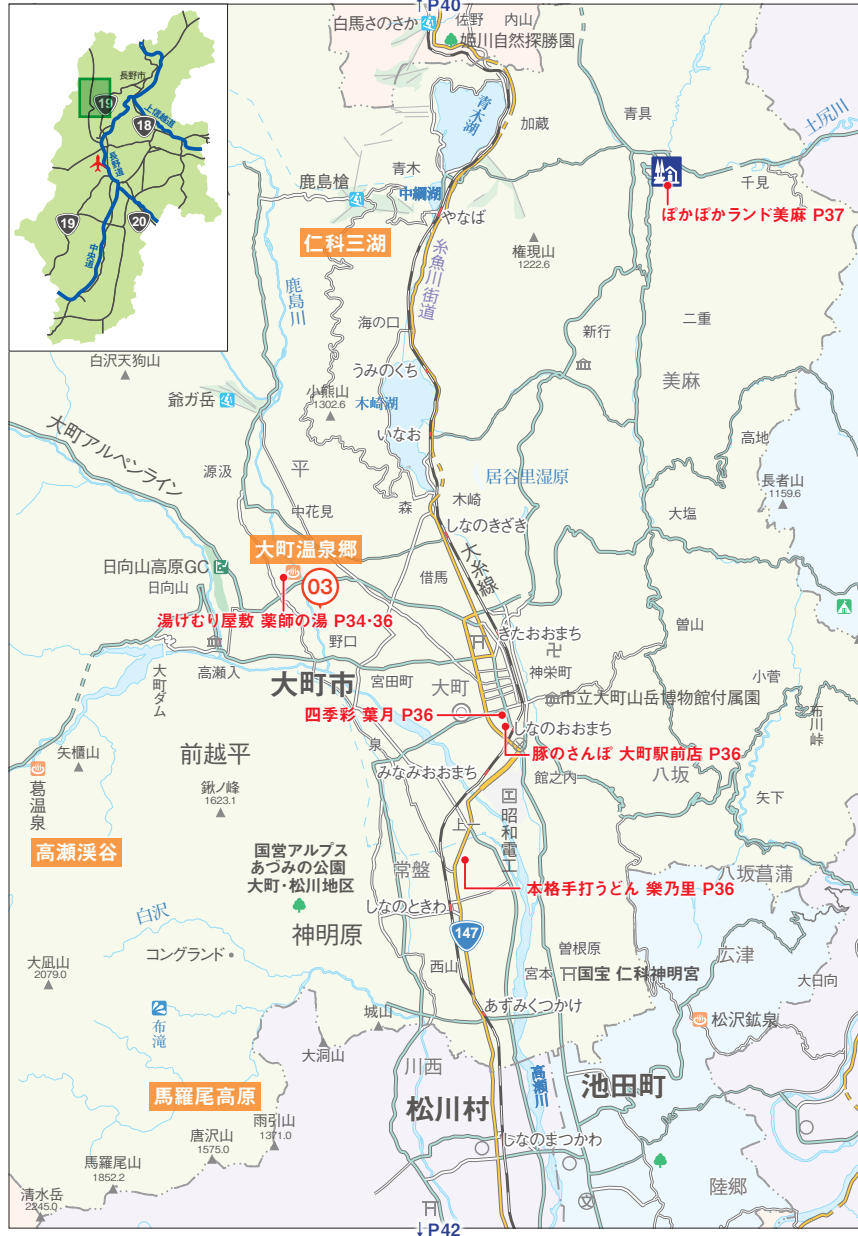 ↑P40
白馬さのさか
佐野
内山
姫川自然探勝園
長野市
19
上信越道
18
長野道
19
20
中央道
青木湖
加蔵
青具
土尻川
千見
ぽかぽかランド美麻 P37
鹿島槍
青木
中綱湖
やなば
仁科三湖
糸魚川街道
権現山
1222.6
鹿島川
海の口
新行
二重
白沢天狗山
うみのくち
美麻
爺ガ岳
小熊山
1302.6
木崎湖
いなお
大町アルペンライン
源汲
平
居谷里湿原
高地
長者山
1159.6
中花見
森
木崎
大塩
しなのきざき
大町温泉郷
日向山高原GC
日向山
03
借馬
大糸線
湯けむり屋敷 薬師の湯 P34・36
野口
きたおおまち
曽山
大町ダム
高瀬入
大町市
宮田町
大町
神栄町
小菅
市立大町山岳博物館付属園
布川峠
四季彩 葉月 P36
しなのおおまち
矢櫃山
前越平
泉
豚のさんぽ 大町駅前店 P36
みなみおおまち
館之内
八坂
矢下
葛温泉
鍬ノ峰
1623.1
昭和電工
上一
高瀬渓谷
国営アルプス
あづみの公園
大町・松川地区
常盤
八坂菖蒲
本格手打うどん 樂乃里 P36
白沢
しなのときわ
神明原
147
広津
大凪山
2079.0
コングランド
西山
曽根原
宮本
国宝 仁科神明宮
大日向
布滝
城山
あずみくつかけ
松沢鉱泉
大洞山
川西
高瀬川
池田町
馬羅尾高原
松川村
雨引山
1371.0
唐沢山
1575.0
しなのまつかわ
馬羅尾山
1852.2
陸郷
清水岳
2245.0
↓P42